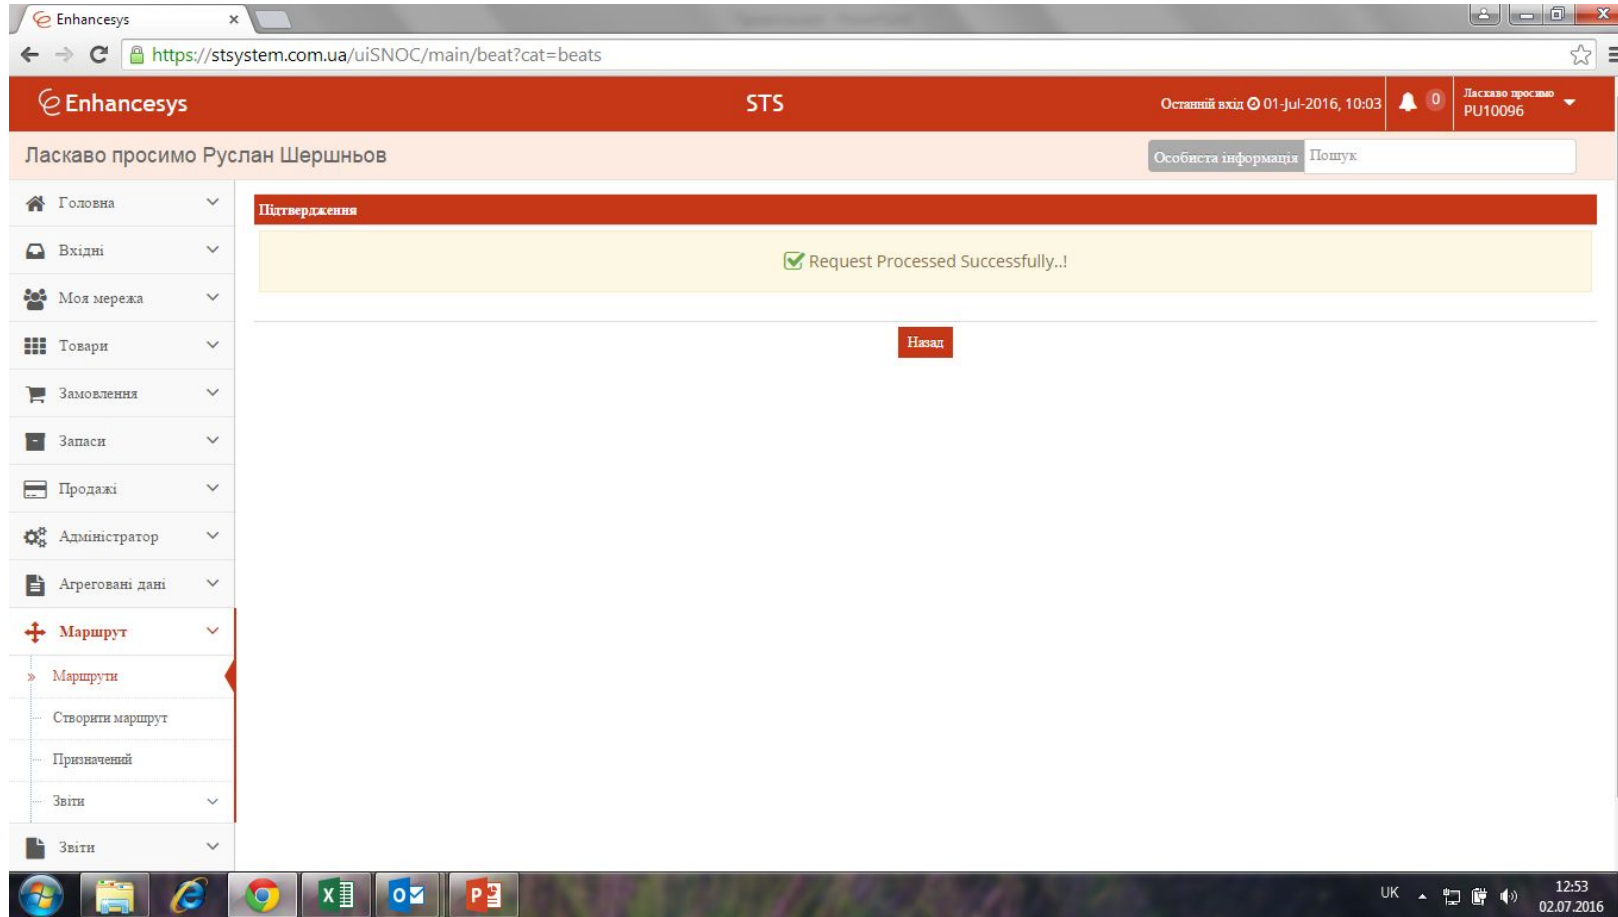 Enhancesys
https://stsystem.com.ua/uiSNOC/main/beat?cat=beats
Enhancesys
STS
Останній вхід 01-Jul-2016, 10:03
0
Ласкаво просимо
PU10096
Ласкаво просимо Руслан Шершньов
Особиста інформація
Пошук
Головна
Вхідні
Моя мережа
Товари
Замовлення
Запаси
Продажі
Адміністратор
Агреговані дані
Маршрут
Маршрути
Створити маршрут
Призначений
Звіти
Звіти
Підтвердження
Request Processed Successfully..!
Назад
UK
12:53
02.07.2016